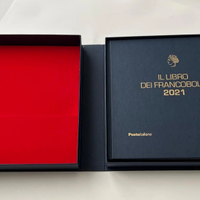 IL LIBRO
DEI FRANCOBOLLI
2021
Posteitaliane